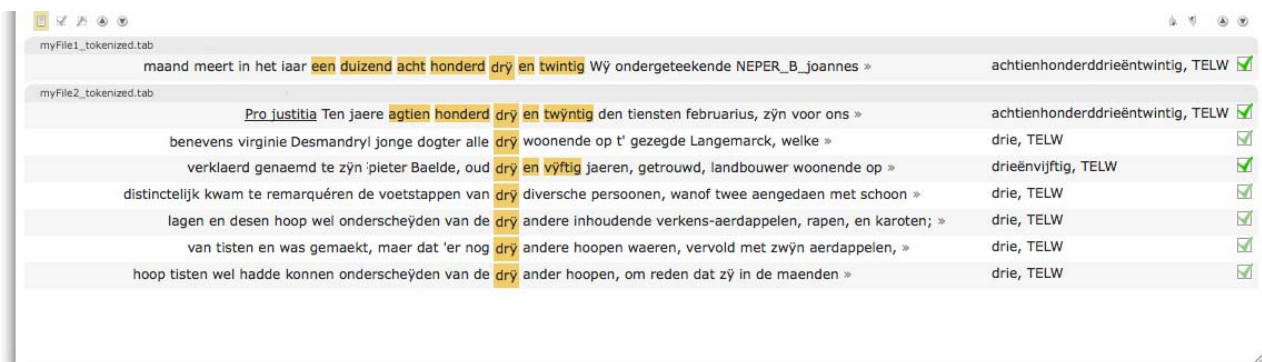 myFile1_tokenized.tab
maand meert in het iaar een duizend acht honderd drÿ en twintig Wÿ ondergeteekende NEPER_B_joannes » achtienhonderddrieëntwintig, TELW
myFile2_tokenized.tab
Pro justitia Ten jaere agtien honderd drÿ en twÿntig den tiensten februarius, zÿn voor ons » achtienhonderddrieëntwintig, TELW
benevens virginie Desmandryl jonge dogter alle drÿ woonende op t' gezegde Langemarck, welke » drie, TELW
verklaerd genaemd te zÿn pieter Baelde, oud drÿ en vÿftig jaeren, getrouwd, landbouwer woonende op » drieënvijftig, TELW
distinctelijk kwam te remarquéren de voetstappen van drÿ diversche persoonen, wanof twee aengedaen met schoon » drie, TELW
lagen en desen hoop wel onderscheÿden van de drÿ andere inhoudende verkens-aerdappelen, rapen, en karoten; » drie, TELW
van tisten en was gemaekt, maer dat 'er nog drÿ andere hoopen waeren, vervold met zwÿn aerdappelen, » drie, TELW
hoop tisten wel hadde konnen onderscheÿden van de drÿ ander hoopen, om reden dat zÿ in de maenden » drie, TELW